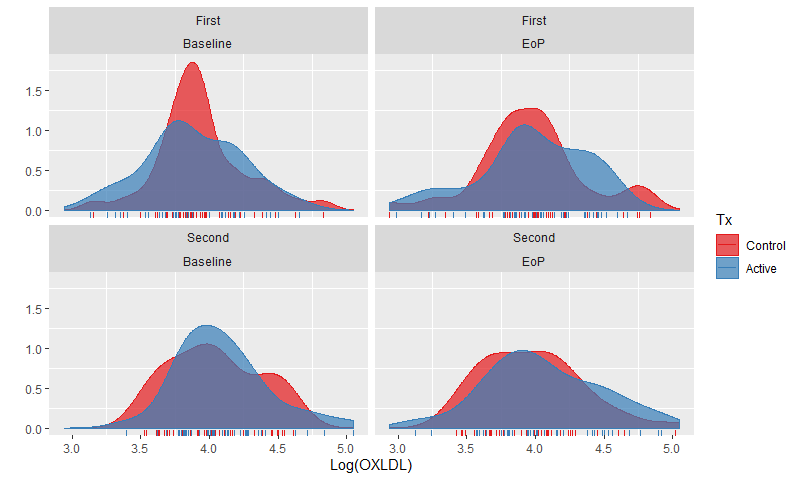 First
First
Baseline
EoP
1.5
1.0
0.5
0.0
Second
Second
Baseline
EoP
1.5
1.0
0.5
0.0
3.0 3.5 4.0 4.5 5.0 3.0 3.5 4.0 4.5 5.0
Log(OXLDL)
Tx
Control
Active